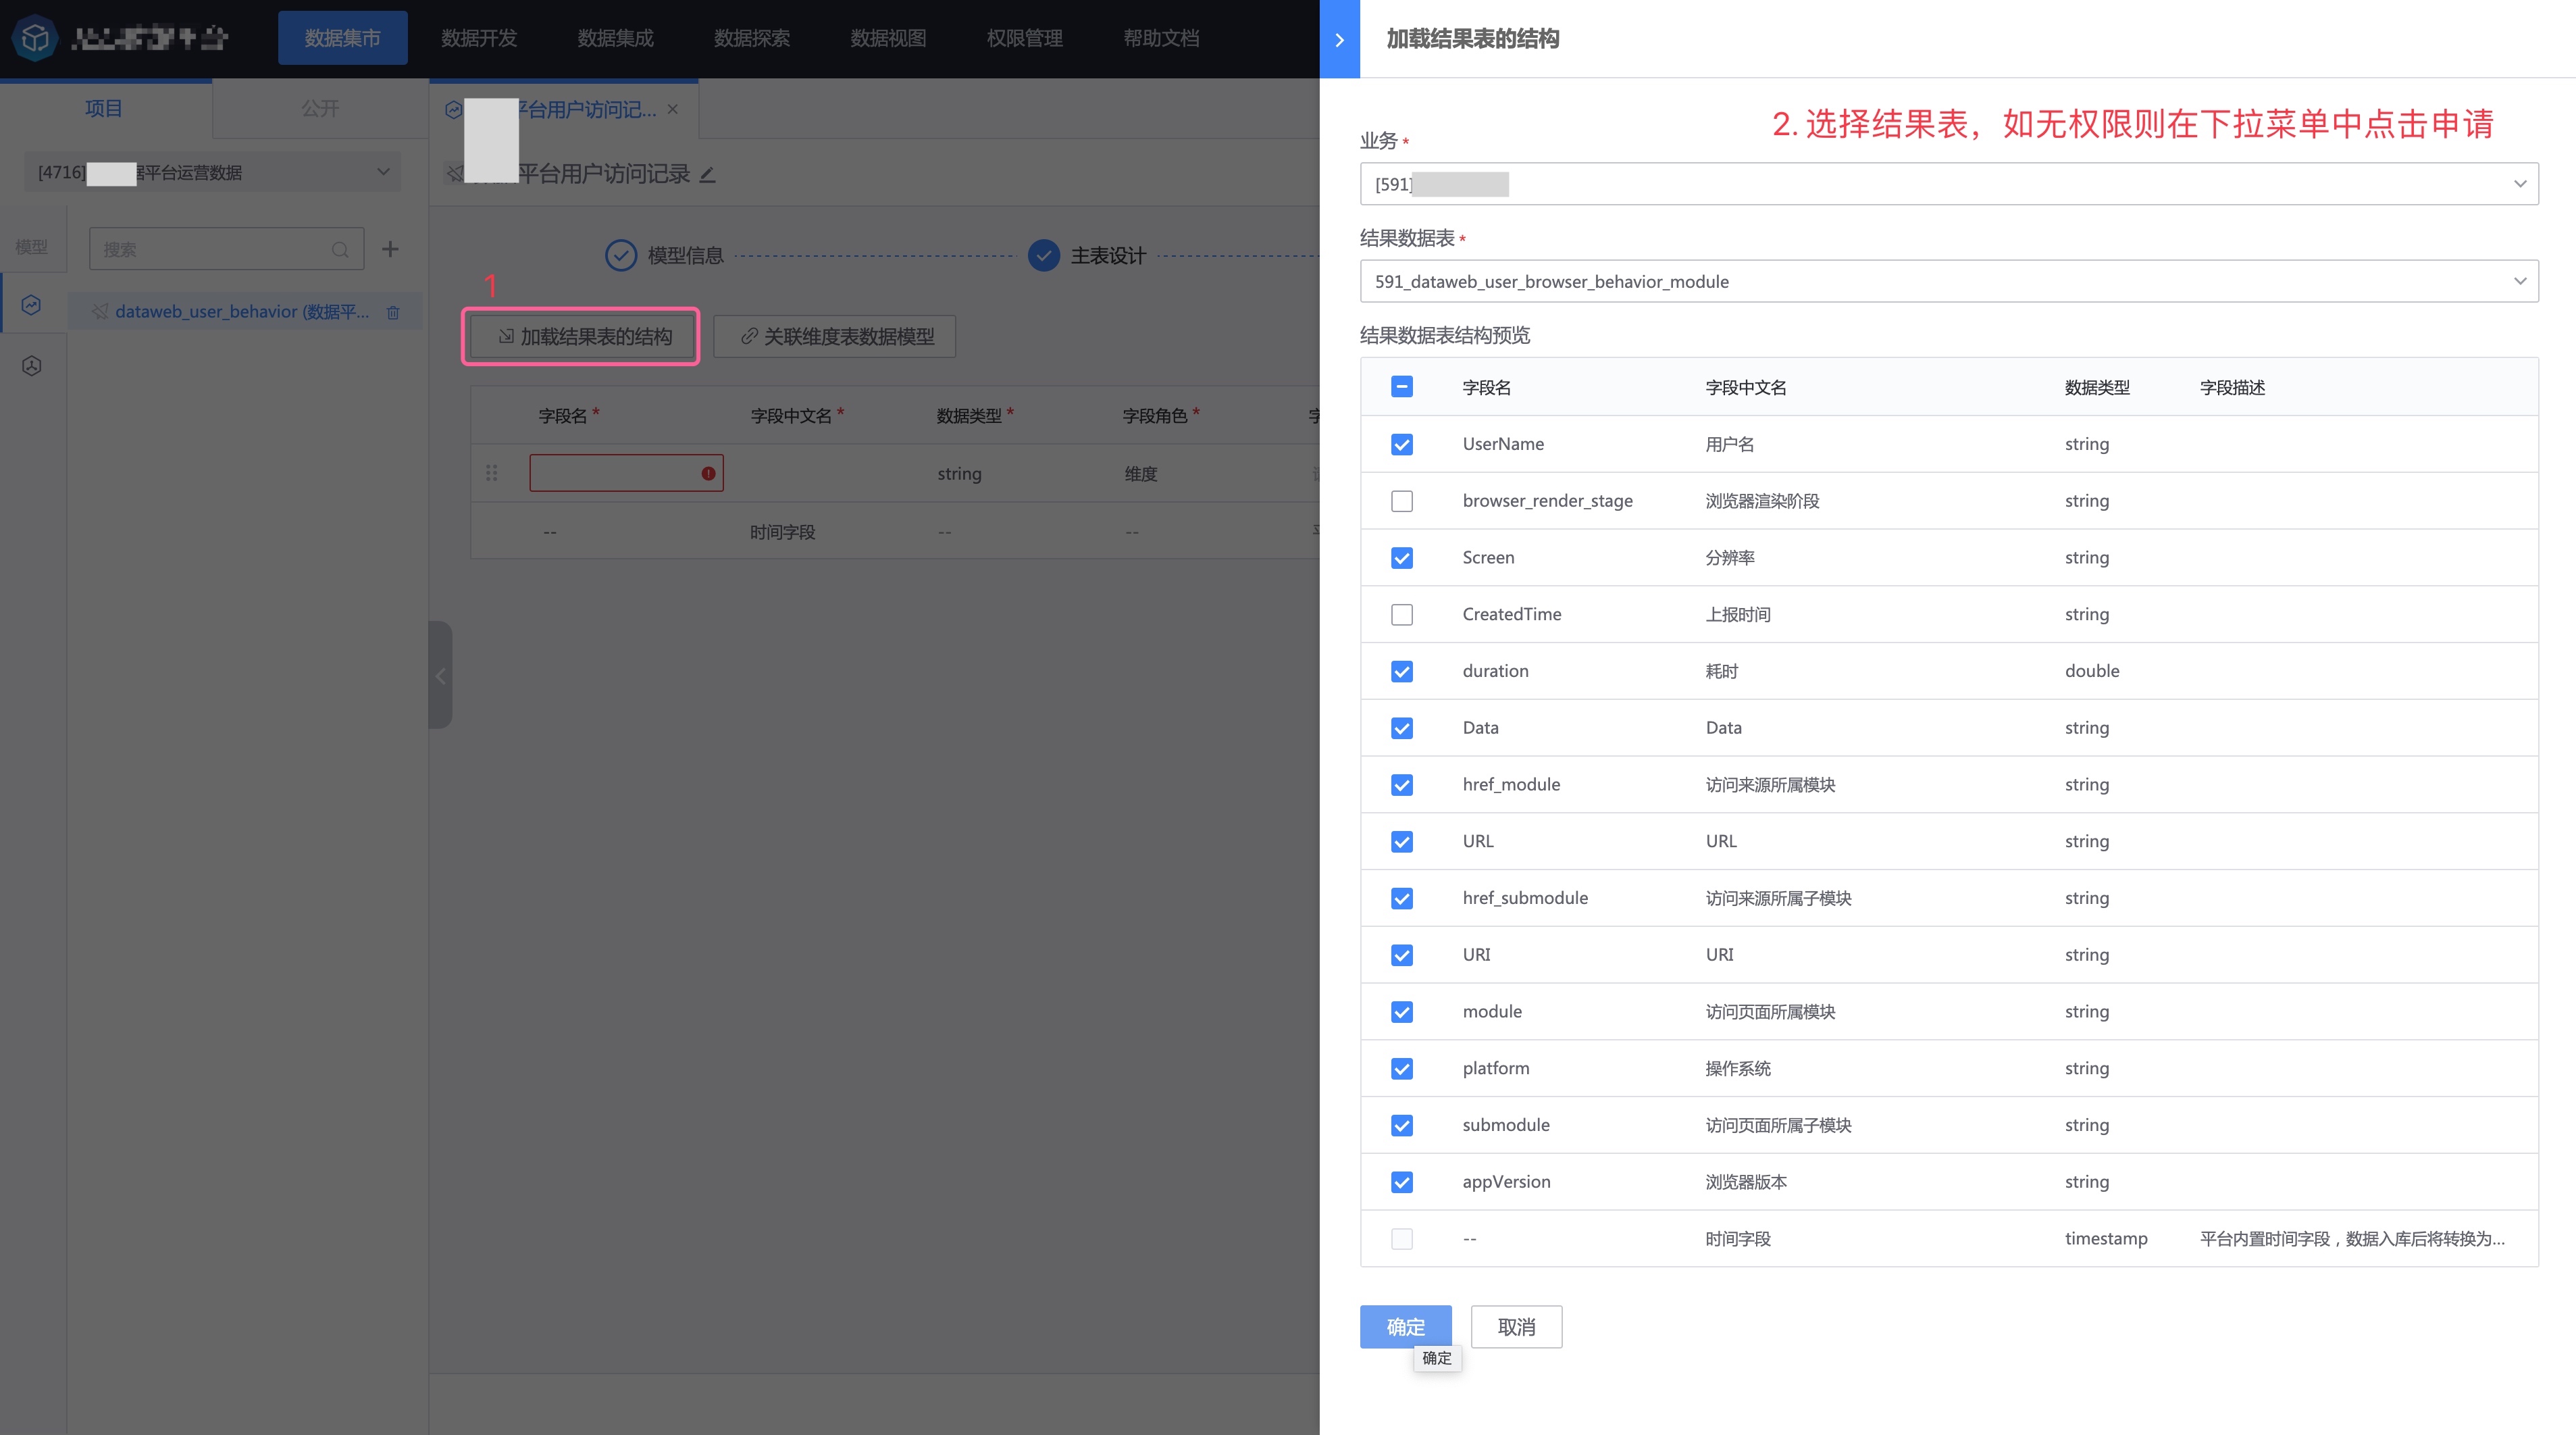 数据集市
数据开发
数据集成
数据探索
数据视图
权限管理
帮助文档
项目
公开
[4716]
据平台运营数据
模型
搜索
dataweb_user_behavior (数据平...
平台用户访问记...
平台用户访问记录
模型信息
主表设计
1
加载结果表的结构
关联维度表数据模型
字段名 *
字段中文名 *
数据类型 *
字段角色 *
string
维度
--
时间字段
--
--
加载结果表的结构
2. 选择结果表，如无权限则在下拉菜单中点击申请
业务 *
[591]
结果数据表 *
591_dataweb_user_browser_behavior_module
结果数据表结构预览
字段名 字段中文名 数据类型 字段描述
UserName 用户名 string
browser_render_stage 浏览器渲染阶段 string
Screen 分辨率 string
CreatedTime 上报时间 string
duration 耗时 double
Data Data string
href_module 访问来源所属模块 string
URL URL string
href_submodule 访问来源所属子模块 string
URI URI string
module 访问页面所属模块 string
platform 操作系统 string
submodule 访问页面所属子模块 string
appVersion 浏览器版本 string
-- 时间字段 timestamp 平台内置时间字段，数据入库后将转换为...
确定
取消
确定